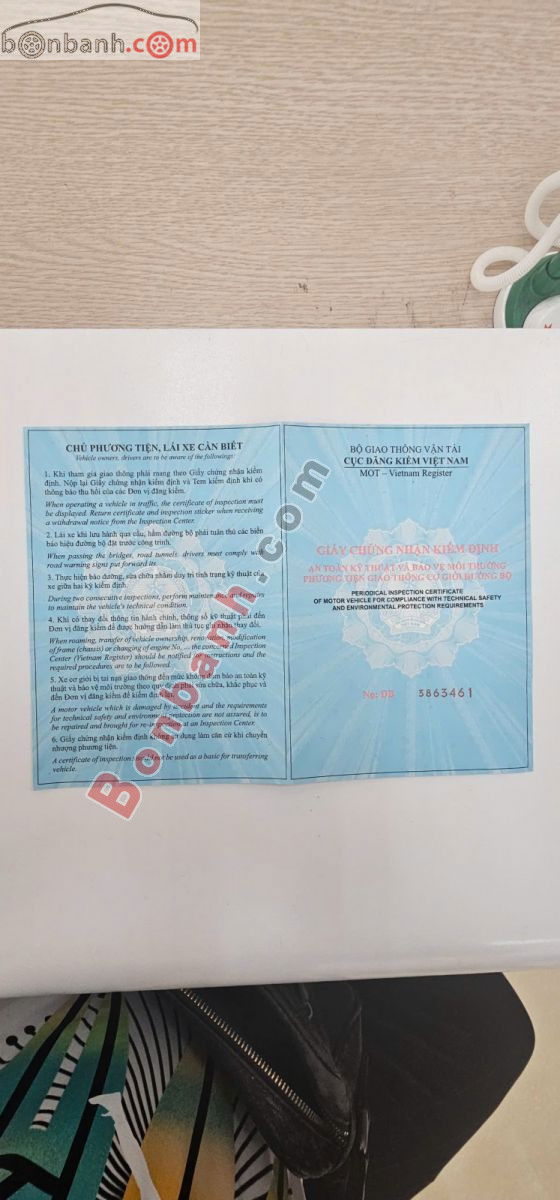 bonbanh.com
CHỦ PHƯƠNG TIỆN, LÁI XE CẦN BIẾT
Vehicle owners, drivers are to be aware of the followings:
1. Khi tham gia giao thông phải mang theo Giấy chứng nhận kiểm
định. Nộp lại Giấy chứng nhận kiểm định và Tem kiểm định khi có
thông báo thu hồi của các Đơn vị đăng kiểm.
When operating a vehicle in traffic, the certificate of inspection must
be displayed. Return certificate and inspection sticker when receiving
a withdrawal notice from the Inspection Center.
2. Lái xe khi lưu hành qua cầu, hầm đường bộ phải tuân thủ các biển
báo hiệu đường bộ đặt trước công trình.
When passing the bridges, road tunnels, drivers must comply with
road warning signs put forward its.
3. Thực hiện bảo dưỡng, sửa chữa nhằm duy trì tình trạng kỹ thuật của
xe giữa hai kỳ kiểm định.
During two consecutive inspections, perform maintenance and repairs
to maintain the vehicle's technical condition.
4. Khi có thay đổi thông tin hành chính, thông số kỹ thuật phải đến
Đơn vị đăng kiểm để được hướng dẫn làm thủ tục ghi nhận thay đổi.
When roaming, transfer of vehicle ownership, renovation, modification
of frame (chassis) or changing of engine No, ... the concerned Inspection
Center (Vietnam Register) should be notified for instructions and the
required procedures are to be followed.
5. Xe cơ giới bị tai nạn giao thông đến mức không đảm bảo an toàn kỹ
thuật và bảo vệ môi trường theo quy định phải sửa chữa, khắc phục và
đến Đơn vị đăng kiểm để kiểm định lại.
A motor vehicle which is damaged by accident and the requirements
for technical safety and environmental protection are not assured, is to
be repaired and brought for re-inspection at an Inspection Center.
6. Giấy chứng nhận kiểm định không sử dụng làm căn cứ khi chuyển
nhượng phương tiện.
A certificate of inspection should not be used as a basic for transferring
vehicle.
BỘ GIAO THÔNG VẬN TẢI
CỤC ĐĂNG KIỂM VIỆT NAM
MOT – Vietnam Register
GIẤY CHỨNG NHẬN KIỂM ĐỊNH
AN TOÀN KỸ THUẬT VÀ BẢO VỆ MÔI TRƯỜNG
PHƯƠNG TIỆN GIAO THÔNG CƠ GIỚI ĐƯỜNG BỘ
PERIODICAL INSPECTION CERTIFICATE
OF MOTOR VEHICLE FOR COMPLIANCE WITH TECHNICAL SAFETY
AND ENVIRONMENTAL PROTECTION REQUIREMENTS
No: DB 5863461
Bonbanh.com